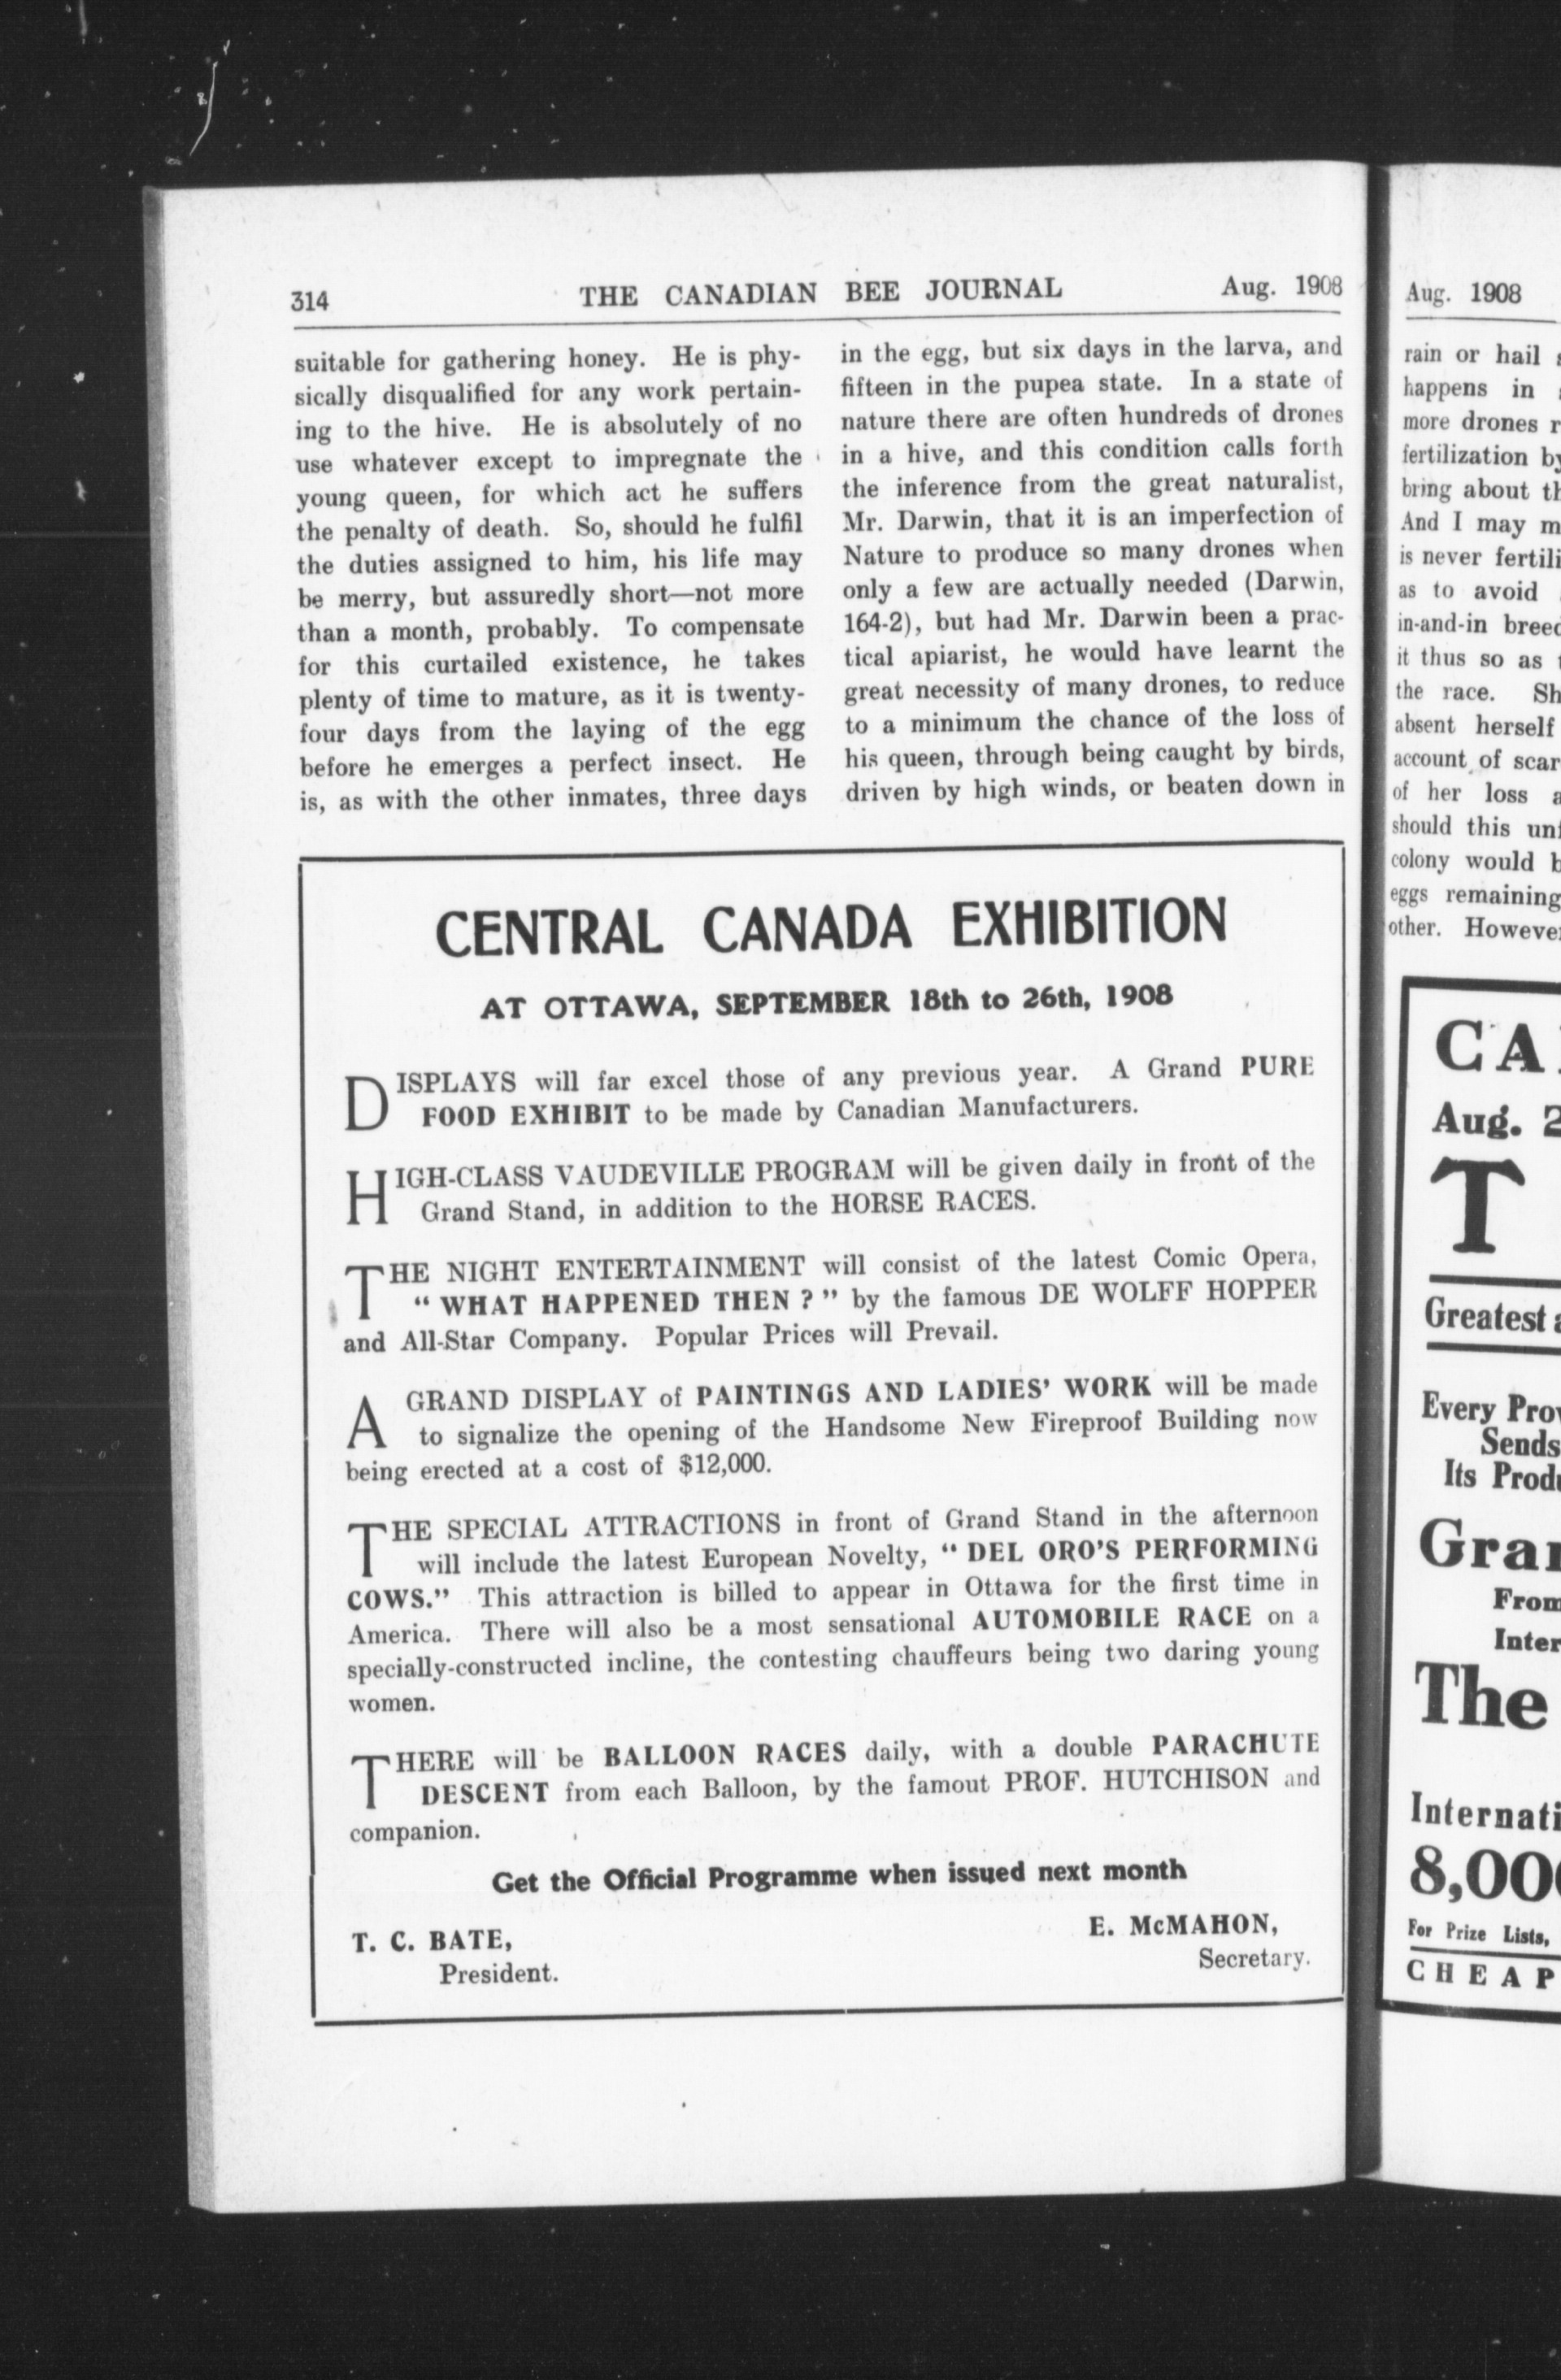 314 THE CANADIAN BEE JOURNAL Aug. 1908
suitable for gathering honey. He is phy-
sically disqualified for any work pertain-
ing to the hive. He is absolutely of no
use whatever except to impregnate the
young queen, for which act he suffers
the penalty of death. So, should he fulfil
the duties assigned to him, his life may
be merry, but assuredly short—not more
than a month, probably. To compensate
for this curtailed existence, he takes
plenty of time to mature, as it is twenty-
four days from the laying of the egg
before he emerges a perfect insect. He
is, as with the other inmates, three days
in the egg, but six days in the larva, and
fifteen in the pupea state. In a state of
nature there are often hundreds of drones
in a hive, and this condition calls forth
the inference from the great naturalist,
Mr. Darwin, that it is an imperfection of
Nature to produce so many drones when
only a few are actually needed (Darwin,
164-2), but had Mr. Darwin been a prac-
tical apiarist, he would have learnt the
great necessity of many drones, to reduce
to a minimum the chance of the loss of
his queen, through being caught by birds,
driven by high winds, or beaten down in
CENTRAL CANADA EXHIBITION
AT OTTAWA, SEPTEMBER 18th to 26th, 1908
DISPLAYS will far excel those of any previous year. A Grand PURE
FOOD EXHIBIT to be made by Canadian Manufacturers.
HIGH-CLASS VAUDEVILLE PROGRAM will be given daily in front of the
Grand Stand, in addition to the HORSE RACES.
THE NIGHT ENTERTAINMENT will consist of the latest Comic Opera,
“ WHAT HAPPENED THEN ? ” by the famous DE WOLFF HOPPER
and All-Star Company. Popular Prices will Prevail.
A GRAND DISPLAY of PAINTINGS AND LADIES’ WORK will be made
to signalize the opening of the Handsome New Fireproof Building now
being erected at a cost of $12,000.
THE SPECIAL ATTRACTIONS in front of Grand Stand in the afternoon
will include the latest European Novelty, “ DEL ORO’S PERFORMING
COWS.” This attraction is billed to appear in Ottawa for the first time in
America. There will also be a most sensational AUTOMOBILE RACE on a
specially-constructed incline, the contesting chauffeurs being two daring young
women.
THERE will be BALLOON RACES daily, with a double PARACHUTE
DESCENT from each Balloon, by the famout PROF. HUTCHISON and
companion.
Get the Official Programme when issued next month
T. C. BATE,
President.
E. McMAHON,
Secretary.
Aug. 1908
rain or hail
happens in
more drones
fertilization
bring about
And I may
is never
as to avoid
in-and-in
it thus so as
the race.
absent herself
account of
of her loss
should this
colony would
eggs remaining
other.
Aug.
T
Greatest
Every
Sends
Its
From
The
For Prize Lists,